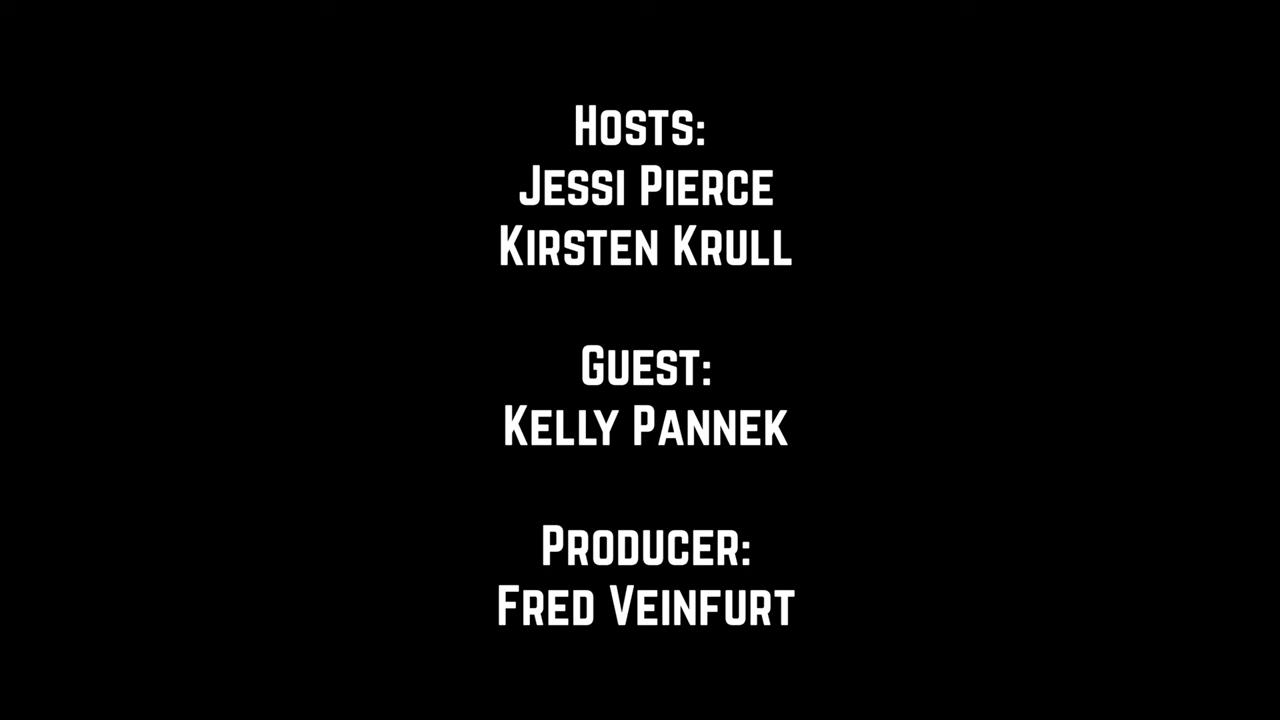 Hosts:
Jessi Pierce
Kirsten Krull
Guest:
Kelly Pannek
Producer:
Fred Veinfurt